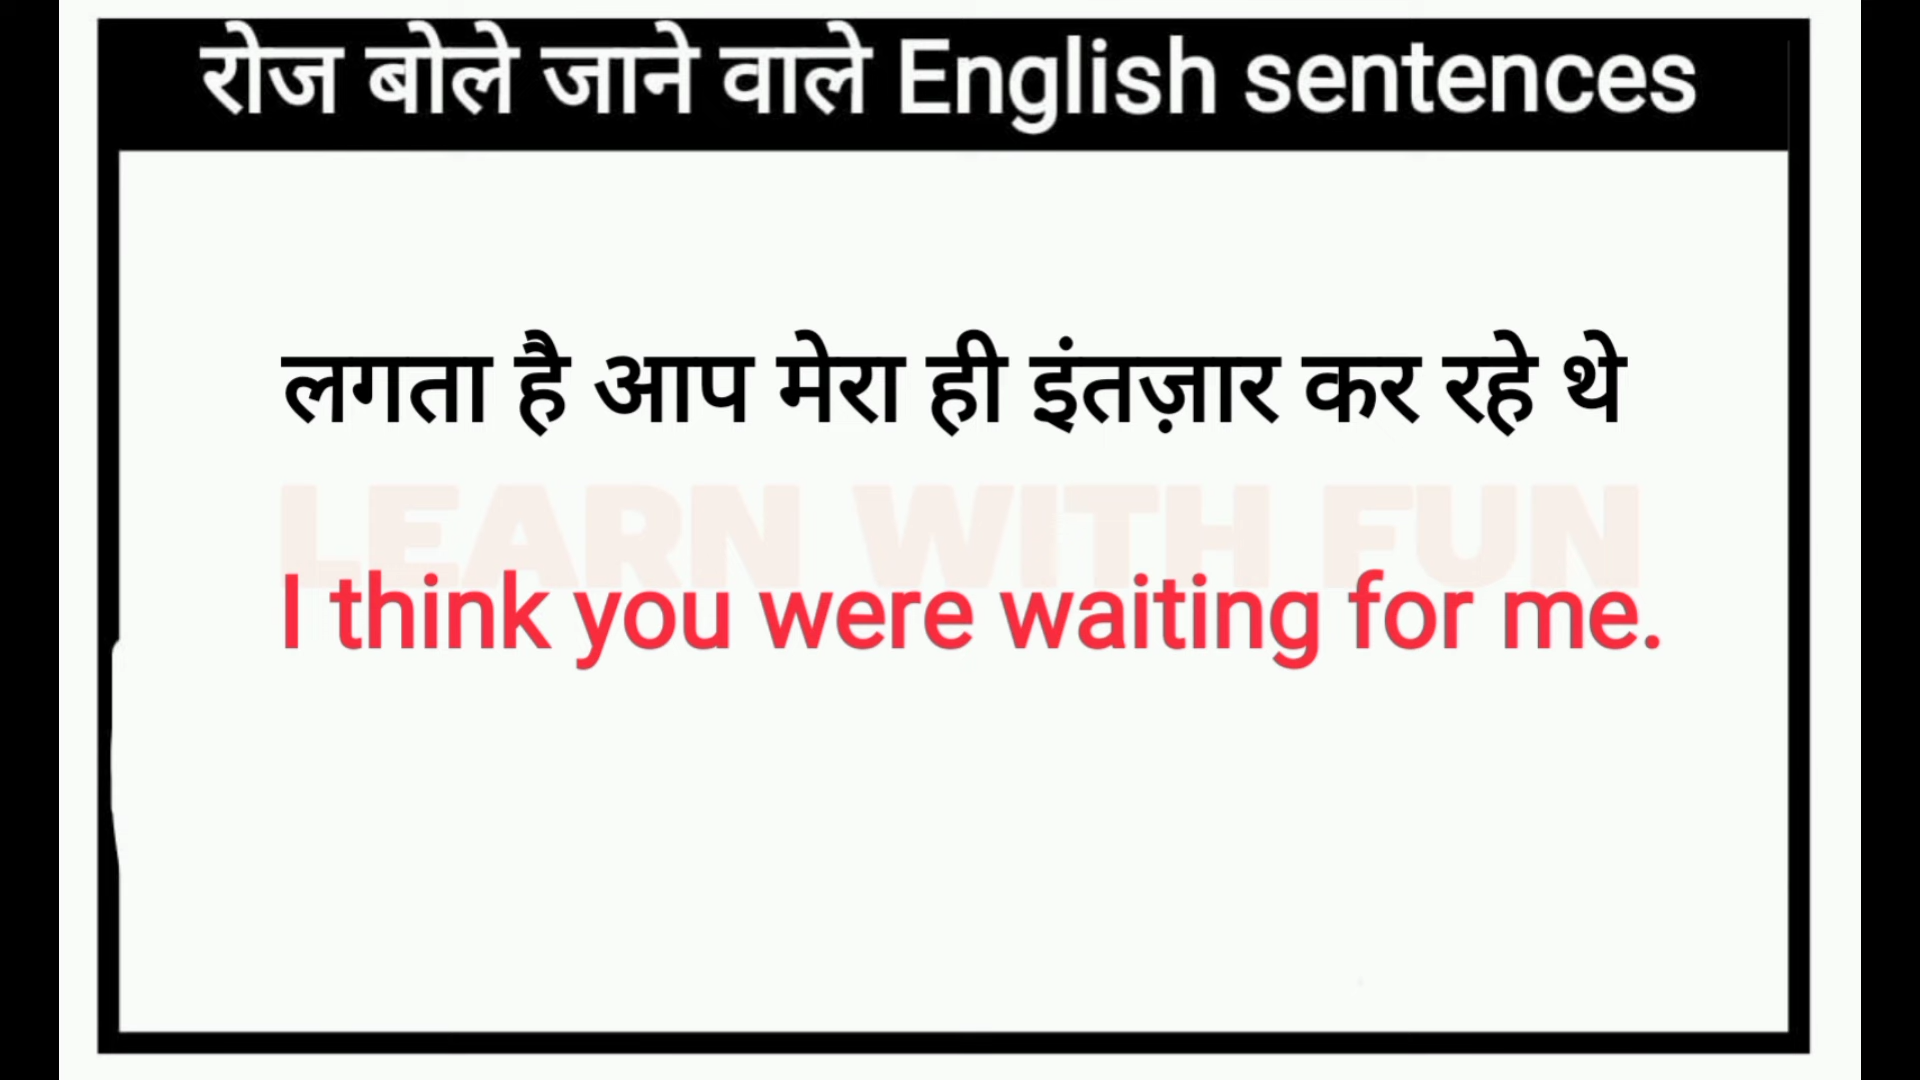 रोज बोले जाने वाले English sentences
लगता है आप मेरा ही इंतज़ार कर रहे थे
LEARN WITH FUN
I think you were waiting for me.